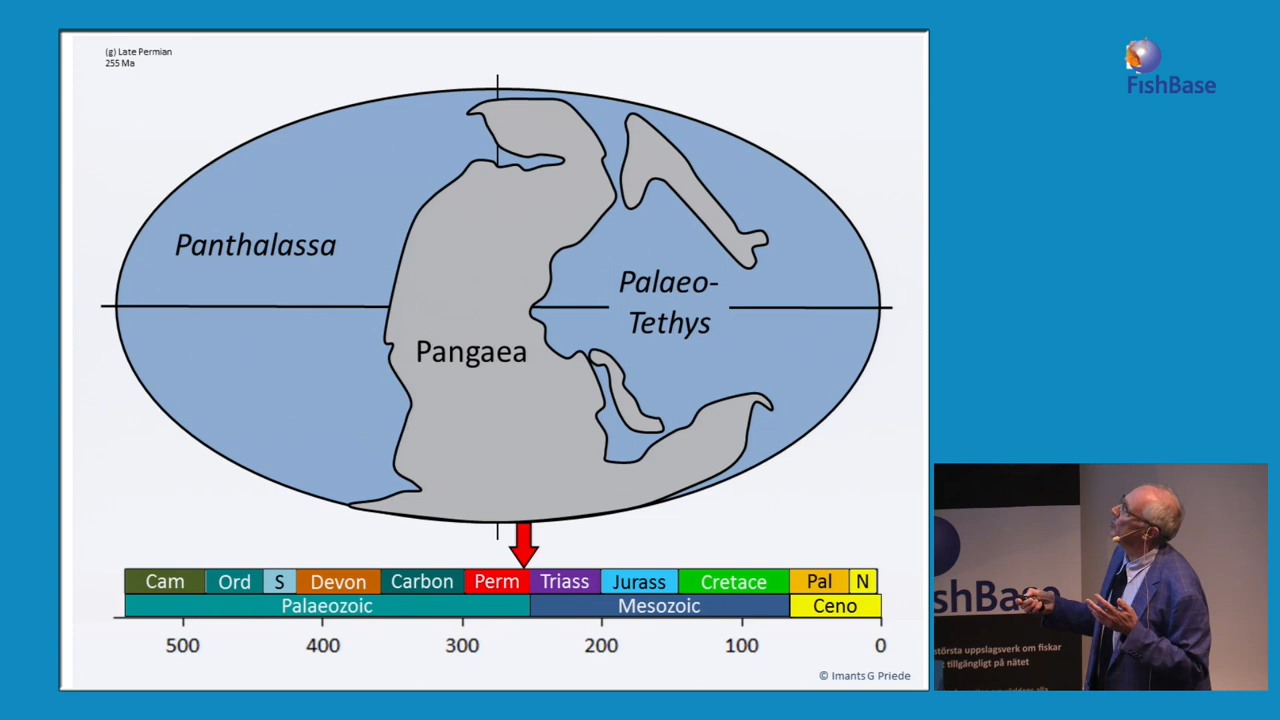 (g) Late Permian
255 Ma
FishBase
Panthalassa
Palaeo-
Tethys
Pangaea
Cam Ord S Devon Carbon Perm Triass Jurass Cretace Pal N
Palaeozoic Mesozoic Ceno
500 400 300 200 100 0
© Imants G Priede
shBase
största uppslagsverk om fiskar
tillgängligt på nätet